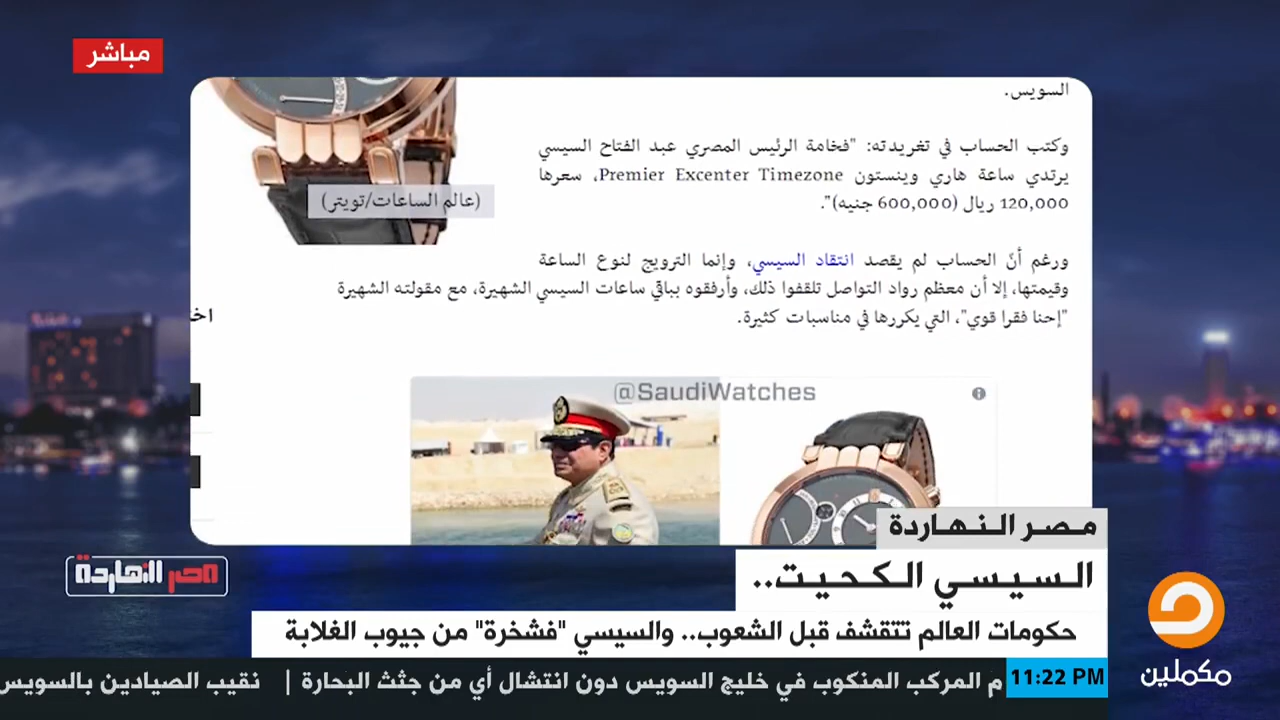 مباشر
السويس.
وكتب الحساب في تغريدته: "فخامة الرئيس المصري عبد الفتاح السيسي
يرتدي ساعة هاري وينستون Premier Excenter Timezone، سعرها
120,000 ريال (600,000 جنيه)".
(عالم الساعات/تويتر)
ورغم أنّ الحساب لم يقصد انتقاد السيسي، وإنما الترويج لنوع الساعة
وقيمتها، إلا أن معظم رواد التواصل تلقفوا ذلك، وأرفقوه بباقي ساعات السيسي الشهيرة، مع مقولته الشهيرة
"إحنا فقرا قوي"، التي يكررها في مناسبات كثيرة.
اخ
@SaudiWatches
مصر النهاردة
مصر النهاردة
السيسي الكحيت..
حكومات العالم تتقشف قبل الشعوب.. والسيسي "فشخرة" من جيوب الغلابة
11:22 PM
م المركب المنكوب في خليج السويس دون انتشال أي من جثث البحارة | نقيب الصيادين بالسويس
مكملين